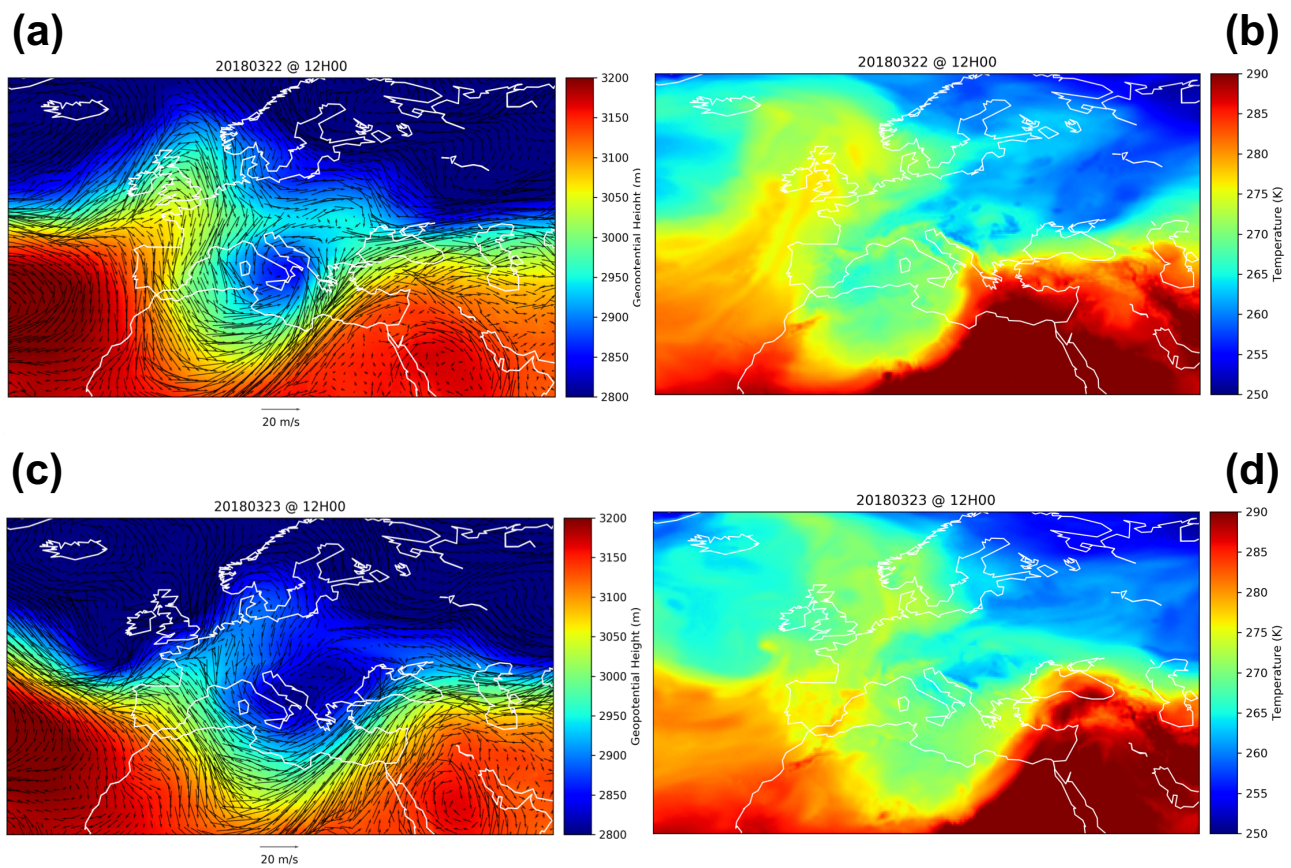 (a)
20180322 @ 12H00
3200
3150
3100
3050
3000
2950
2900
2850
2800
Geopotential Height (m)
20 m/s
(b)
20180322 @ 12H00
290
285
280
275
270
265
260
255
250
Temperature (K)
(c)
20180323 @ 12H00
3200
3150
3100
3050
3000
2950
2900
2850
2800
Geopotential Height (m)
20 m/s
(d)
20180323 @ 12H00
290
285
280
275
270
265
260
255
250
Temperature (K)